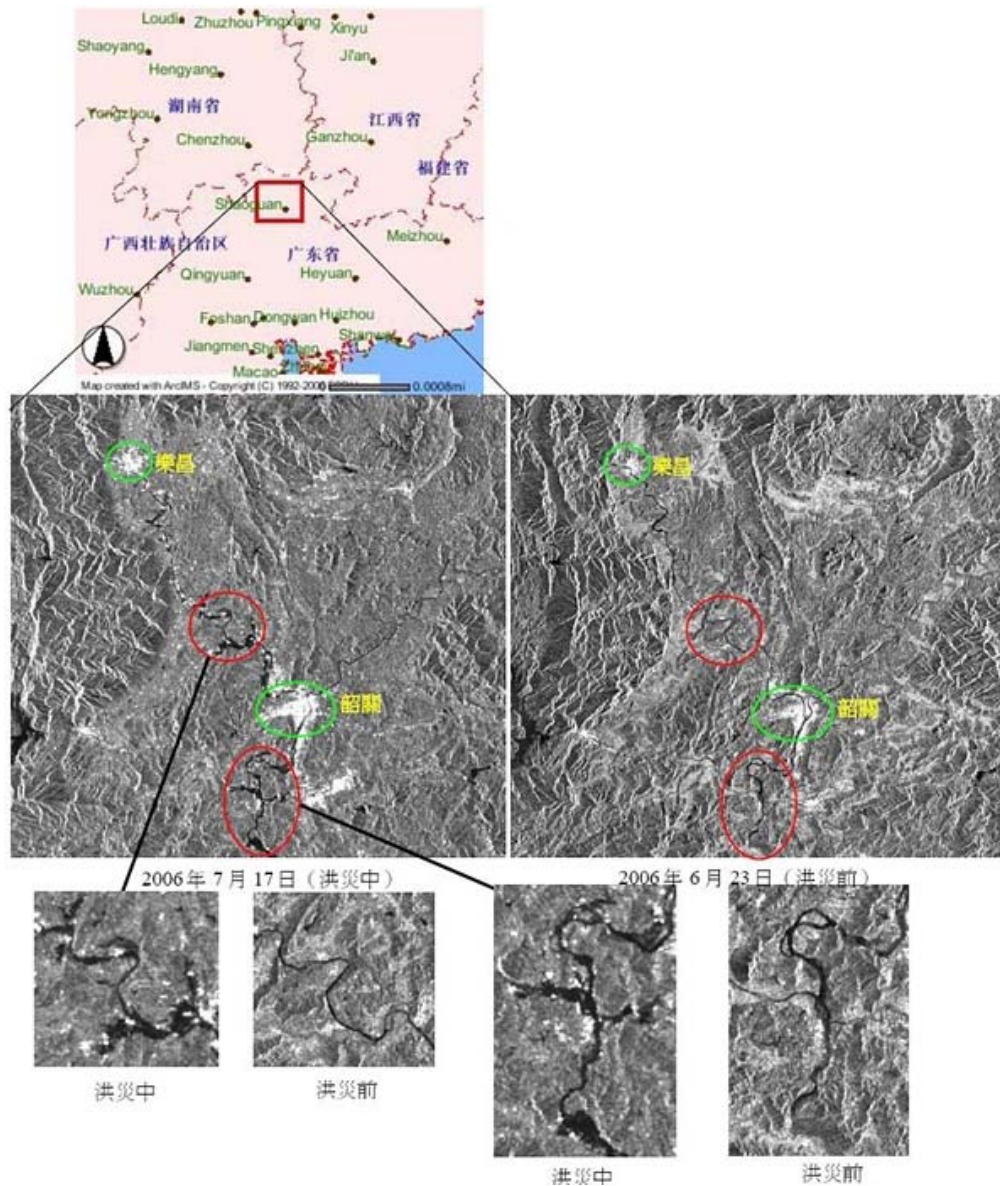 Loudi
Zhuzhou
Pingxiang
Xinyu
Shaoyang
Ji'an
Hengyang
湖南省
江西省
Yongzhou
Chenzhou
Ganzhou
福建省
Shaoguan
广西壮族自治区
广东省
Meizhou
Qingyuan
Heyuan
Wuzhou
Foshan
Dongwan
Huizhou
Jiangmen
Shenzhen
Macao
Map created with ArcIMS - Copyright (C) 1992-200
0.0008mi
樂昌
樂昌
韶關
韶關
2006年 7 月 17日（洪災中）
2006年 6 月 23日（洪災前）
洪災中
洪災前
洪災中
洪災前